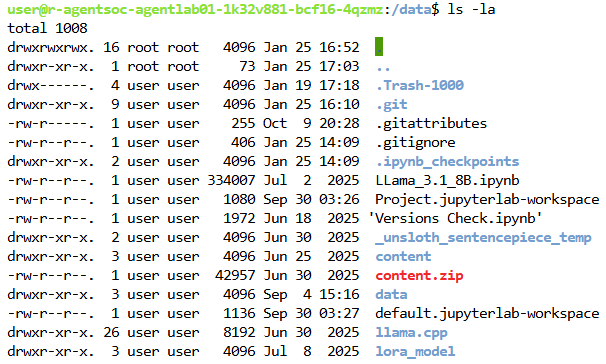 user@r-agentsoc-agentlab01-1k32v881-bcf16-4qzmz:/data$ ls -la
total 1008
drwxrwxrwx. 16 root root   4096 Jan 25 16:52 .
drwxr-xr-x.  1 root root     73 Jan 25 17:03 ..
drwx------.  4 user user   4096 Jan 19 17:18 .Trash-1000
drwxr-xr-x.  9 user user   4096 Jan 25 16:10 .git
-rw-r-----.  1 user user    255 Oct  9 20:28 .gitattributes
-rw-r--r--.  1 user user    406 Jan 25 14:09 .gitignore
drwxr-xr-x.  2 user user   4096 Jan 25 14:09 .ipynb_checkpoints
-rw-r--r--.  1 user user 334007 Jul  2  2025 LLama_3.1_8B.ipynb
-rw-r--r--.  1 user user   1080 Sep 30 03:26 Project.jupyterlab-workspace
-rw-r--r--.  1 user user   1972 Jun 18  2025 'Versions Check.ipynb'
drwxr-xr-x.  2 user user   4096 Jun 30  2025 _unsloth_sentencepiece_temp
drwxr-xr-x.  3 user user   4096 Jun 25  2025 content
-rw-r--r--.  1 user user  42957 Jun 30  2025 content.zip
drwxr-xr-x.  3 user user   4096 Sep  4 15:16 data
-rw-r--r--.  1 user user   1136 Sep 30 03:27 default.jupyterlab-workspace
drwxr-xr-x. 26 user user   8192 Jun 30  2025 llama.cpp
drwxr-xr-x.  3 user user   4096 Jul  8  2025 lora_model